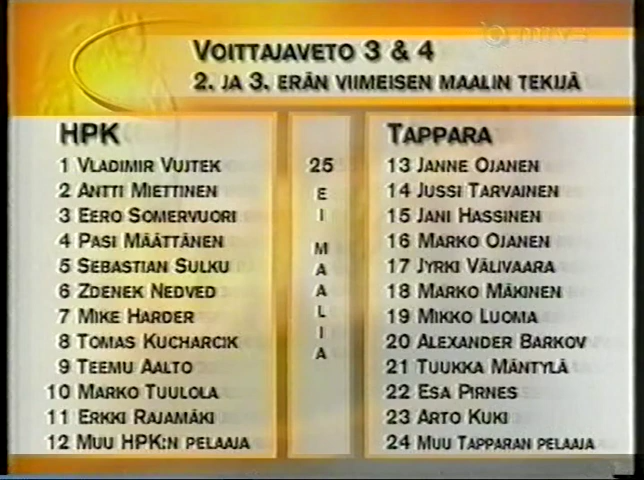 VOITTAJAVETO 3 & 4
2. JA 3. ERÄN VIIMEISEN MAALIN TEKIJÄ
HPK
1 VLADIMIR VUJTEK
2 ANTTI MIETTINEN
3 EERO SOMERVUORI
4 PASI MÄÄTTÄNEN
5 SEBASTIAN SULKU
6 ZDENEK NEDVED
7 MIKE HARDER
8 TOMAS KUCHARCIK
9 TEEMU AALTO
10 MARKO TUULOLA
11 ERKKI RAJAMÄKI
12 MUU HPK:N PELAAJA
25
EI MAALIA
TAPPARA
13 JANNE OJANEN
14 JUSSI TARVAINEN
15 JANI HASSINEN
16 MARKO OJANEN
17 JYRKI VÄLIVAARA
18 MARKO MÄKINEN
19 MIKKO LUOMA
20 ALEXANDER BARKOV
21 TUUKKA MÄNTYLÄ
22 ESA PIRNES
23 ARTO KUKI
24 MUU TAPPARAN PELAAJA